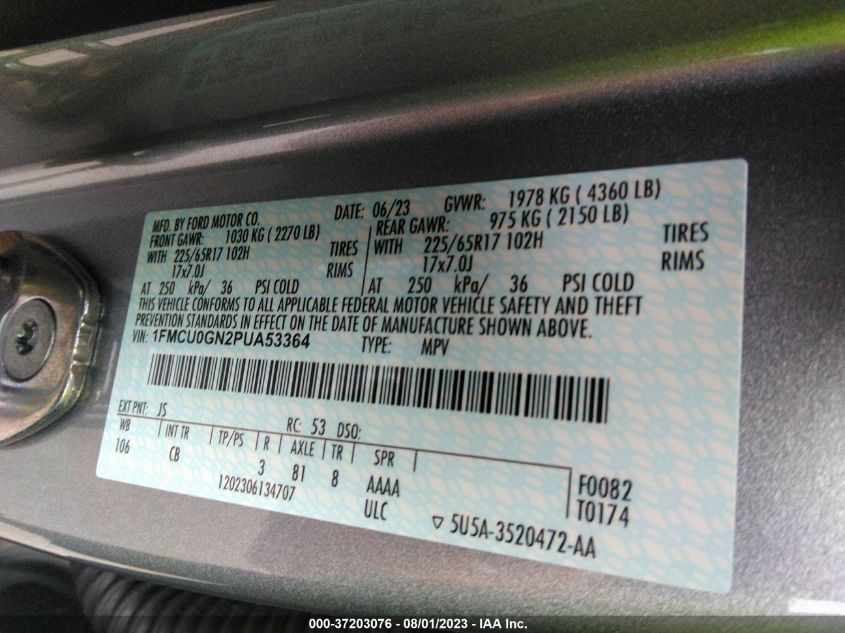 MFD. BY FORD MOTOR CO.
DATE: 06/23 GVWR: 1978 KG ( 4360 LB)
FRONT GAWR: 1030 KG ( 2270 LB)
REAR GAWR: 975 KG ( 2150 LB)
WITH 225/65R17 102H TIRES
WITH 225/65R17 102H TIRES
17x7.0J RIMS
17x7.0J RIMS
AT 250 kPa/ 36 PSI COLD
AT 250 kPa/ 36 PSI COLD
THIS VEHICLE CONFORMS TO ALL APPLICABLE FEDERAL MOTOR VEHICLE SAFETY AND THEFT
PREVENTION STANDARDS IN EFFECT ON THE DATE OF MANUFACTURE SHOWN ABOVE.
VIN: 1FMCU0GN2PUA53364 TYPE: MPV
EXT PNT: JS RC: 53 DSO:
WB INT TR TP/PS R AXLE TR SPR
106 CB 3 81 8 AAAA F0082
1202306134707 ULC T0174
▽ 5U5A-3520472-AA
000-37203076 - 08/01/2023 - IAA Inc.